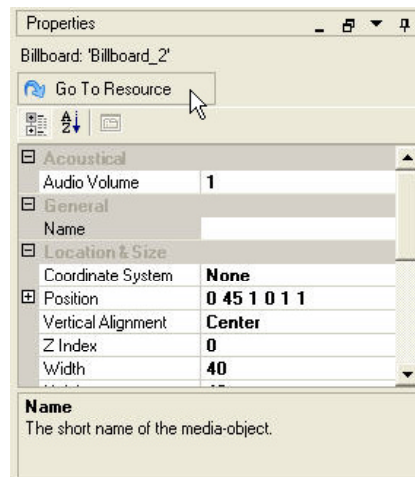 Properties
Billboard: 'Billboard_2'
Go To Resource
Acoustical
Audio Volume 1
General
Name
Location & Size
Coordinate System None
Position 0 45 1 0 1 1
Vertical Alignment Center
Z Index 0
Width 40
Name
The short name of the media-object.